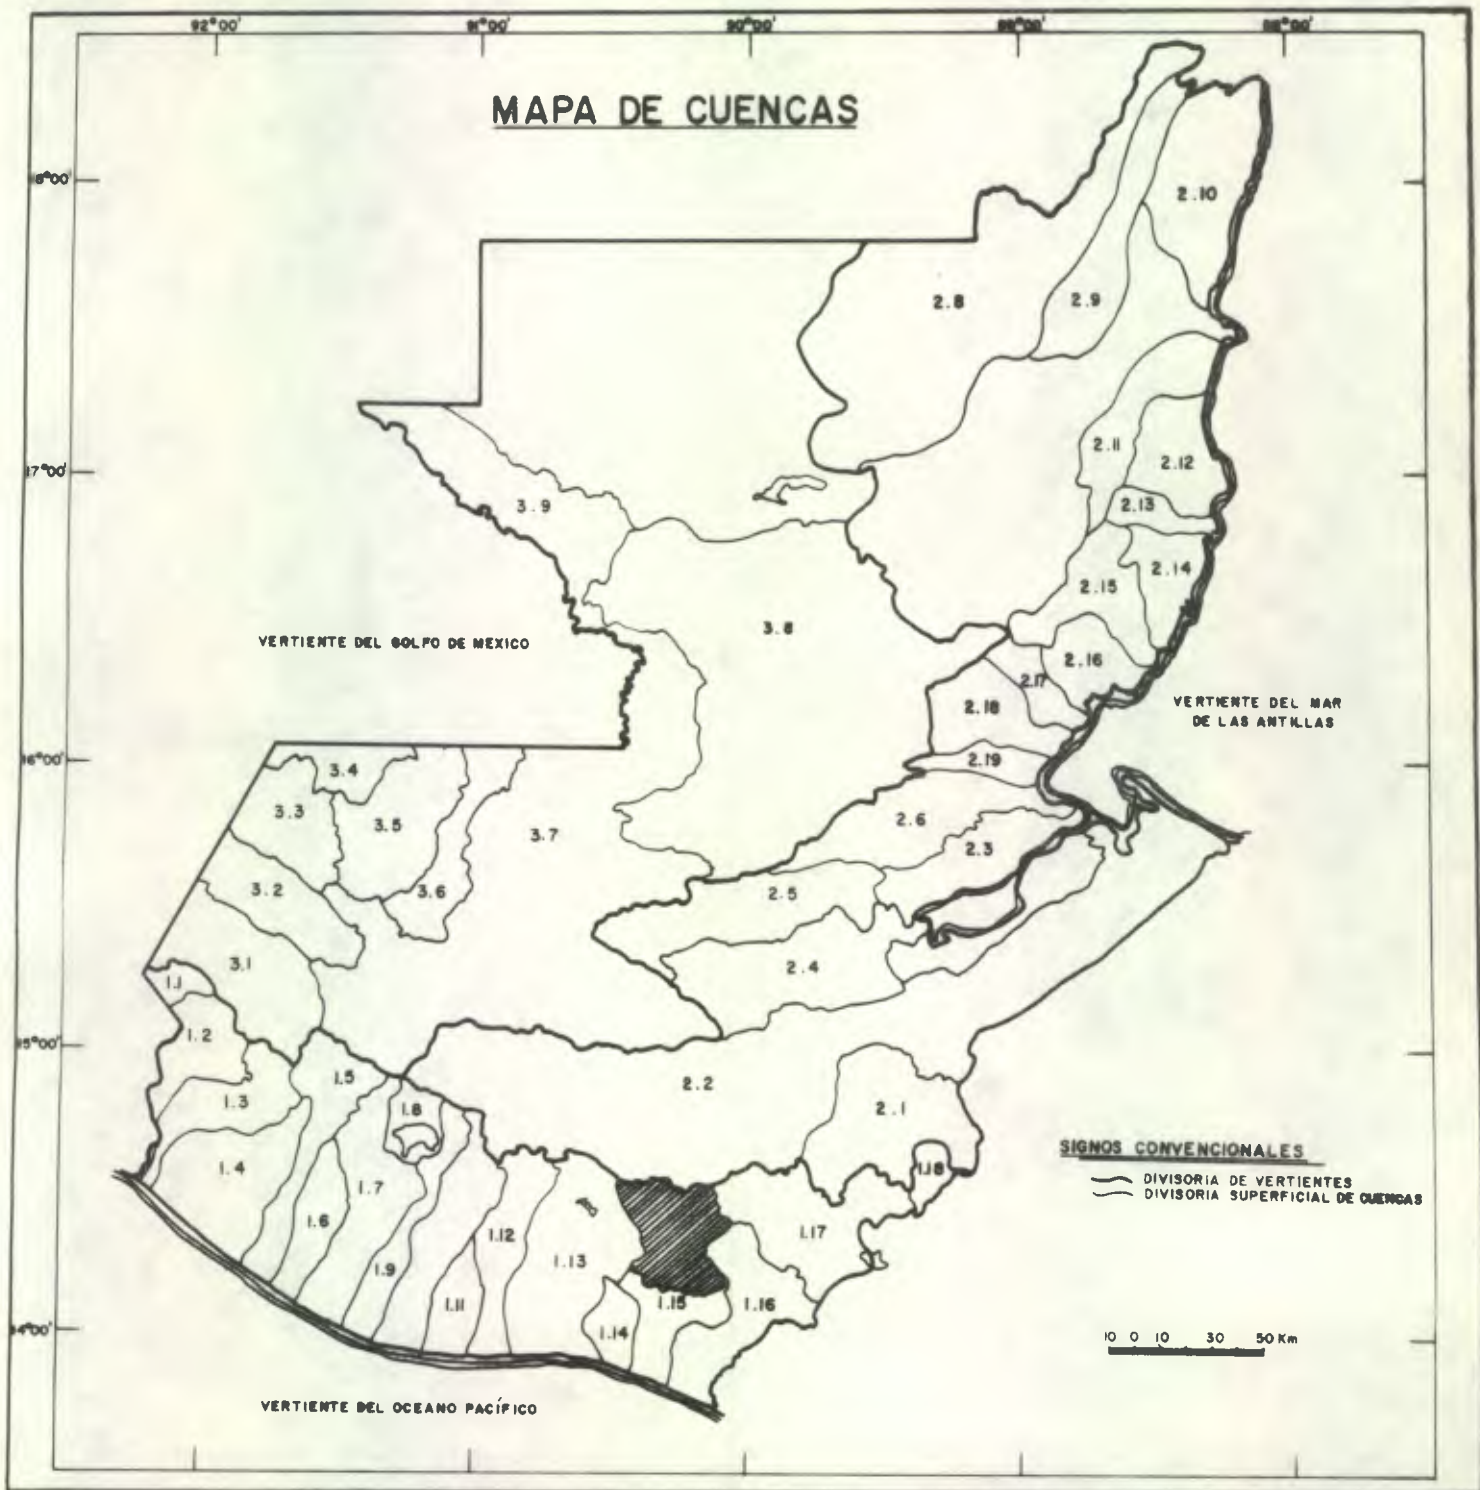 92°00' 91°00' 90°00' 89°00' 88°00'
MAPA DE CUENCAS
18°00'
2.10
2.8 2.9
2.11
17°00' 2.12
3.9 2.13
2.14
2.15
3.8
VERTIENTE DEL GOLFO DE MEXICO
2.16
2.17
VERTIENTE DEL MAR
DE LAS ANTILLAS
2.18
16°00' 2.19
3.4
3.3 3.5 3.7 2.6
2.3
3.2 3.6 2.5
3.1 2.4
1.1
1.2
15°00'
1.5 2.2
1.3 1.8 2.1
SIGNOS CONVENCIONALES
1.4 1.18
DIVISORIA DE VERTIENTES
1.7 DIVISORIA SUPERFICIAL DE CUENCAS
1.6 1.12 1.17
1.9 1.13
1.11 1.15 1.16
14°00' 1.14
10 0 10 30 50 Km
VERTIENTE DEL OCEANO PACÍFICO